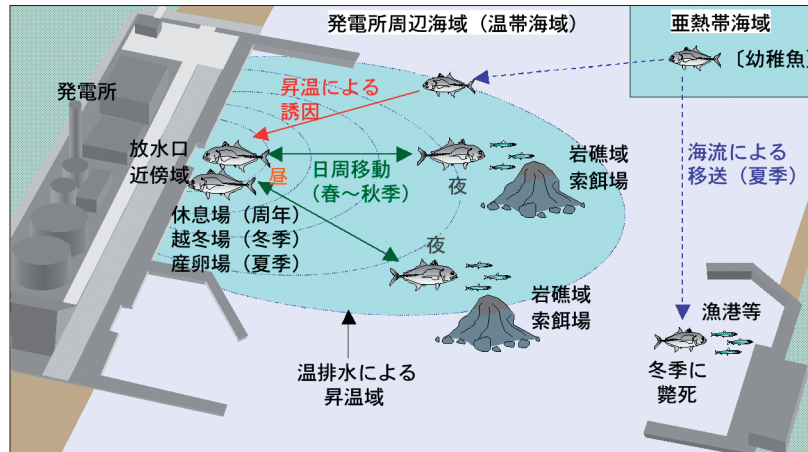 発電所周辺海域（温帯海域）
亜熱帯海域
〔幼稚魚〕
発電所
昇温による
誘因
放水口
近傍域
昼
日周移動
（春～秋季）
夜
岩礁域
索餌場
海流による
移送（夏季）
休息場（周年）
越冬場（冬季）
産卵場（夏季）
夜
岩礁域
索餌場
漁港等
温排水による
昇温域
冬季に
斃死